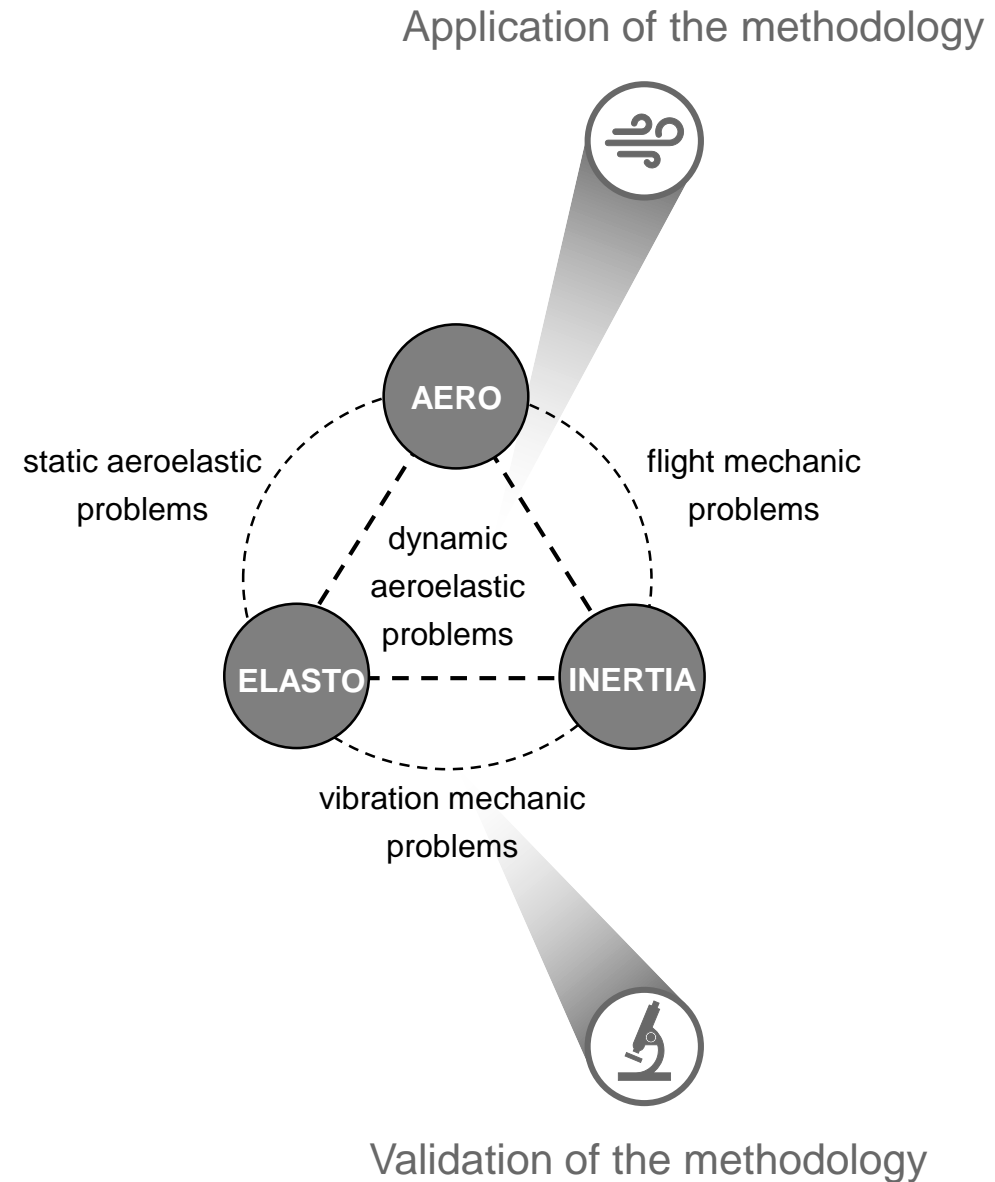 Application of the methodology
AERO
static aeroelastic
problems
flight mechanic
problems
dynamic
aeroelastic
problems
ELASTO
INERTIA
vibration mechanic
problems
Validation of the methodology